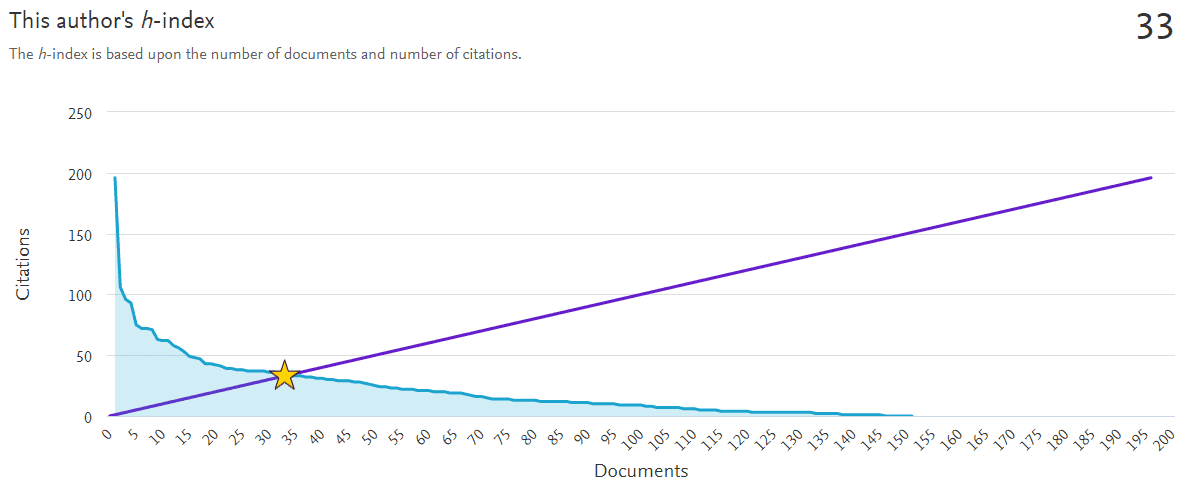 This author's h-index
33
The h-index is based upon the number of documents and number of citations.
250
200
150
100
50
0
Citations
0 5 10 15 20 25 30 35 40 45 50 55 60 65 70 75 80 85 90 95 100 105 110 115 120 125 130 135 140 145 150 155 160 165 170 175 180 185 190 195 200
Documents